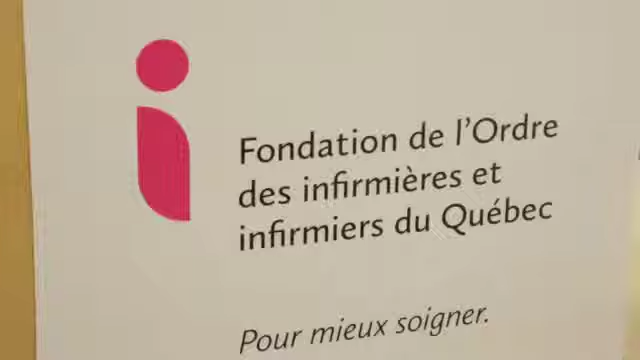 Fondation de l'Ordre
des infirmières et
infirmiers du Québec
Pour mieux soigner.